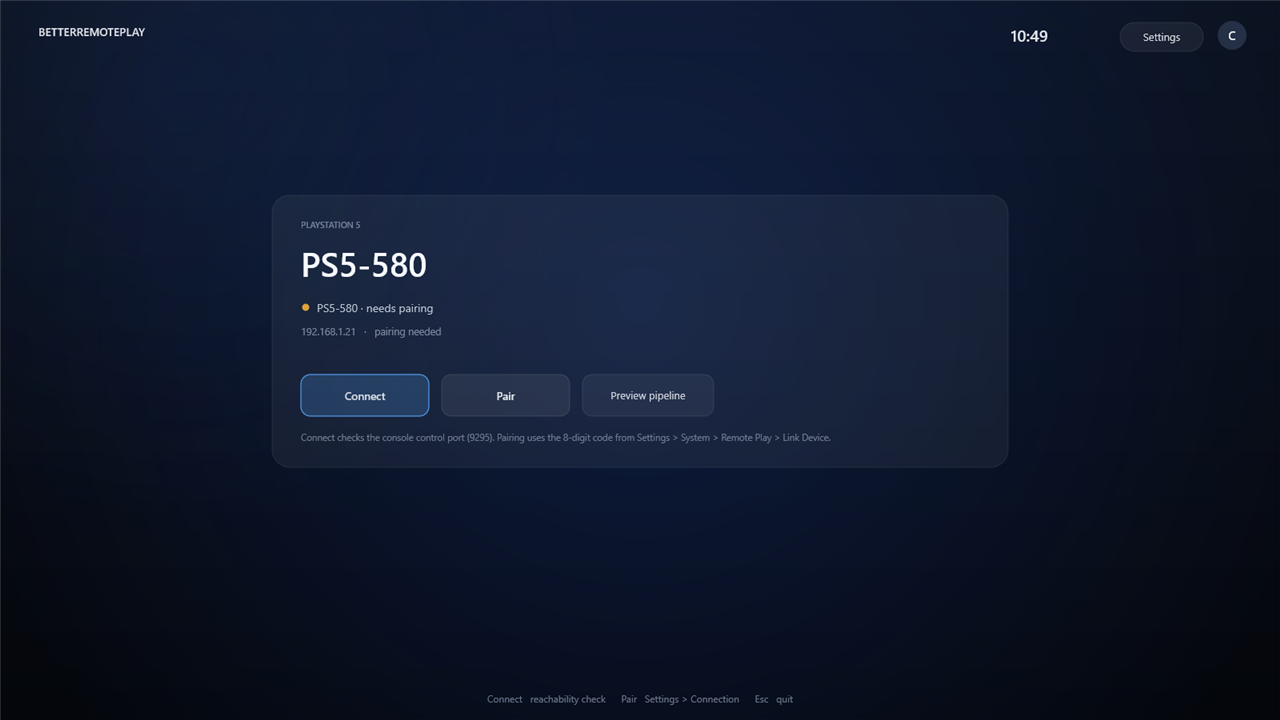 BETTERREMOTEPLAY
10:49
Settings
C
PLAYSTATION 5
PS5-580
PS5-580 · needs pairing
192.168.1.21 · pairing needed
Connect
Pair
Preview pipeline
Connect checks the console control port (9295). Pairing uses the 8-digit code from Settings > System > Remote Play > Link Device.
Connect reachability check Pair Settings > Connection Esc quit